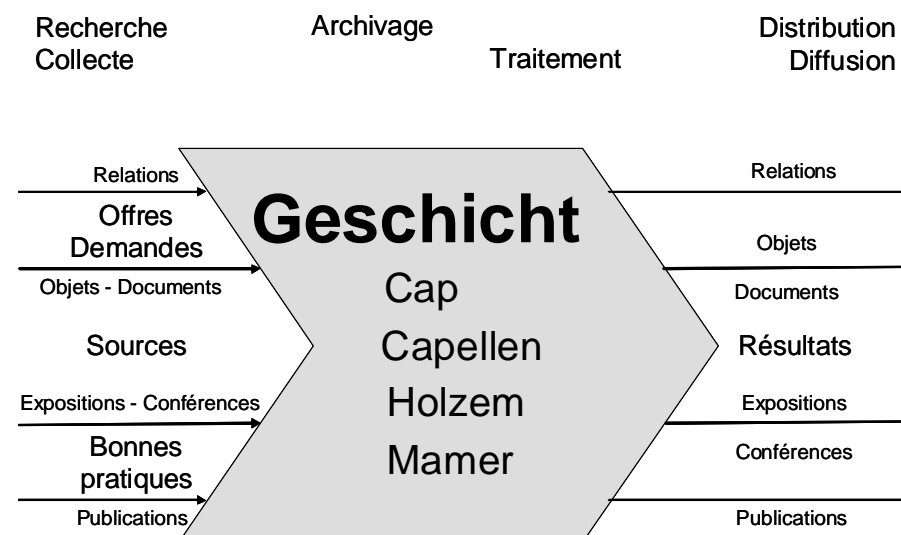 Recherche
Collecte
Archivage
Traitement
Distribution
Diffusion
Relations
Offres
Demandes
Objets - Documents
Sources
Expositions - Conférences
Bonnes
pratiques
Publications
Geschicht
Cap
Capellen
Holzem
Mamer
Relations
Objets
Documents
Résultats
Expositions
Conférences
Publications